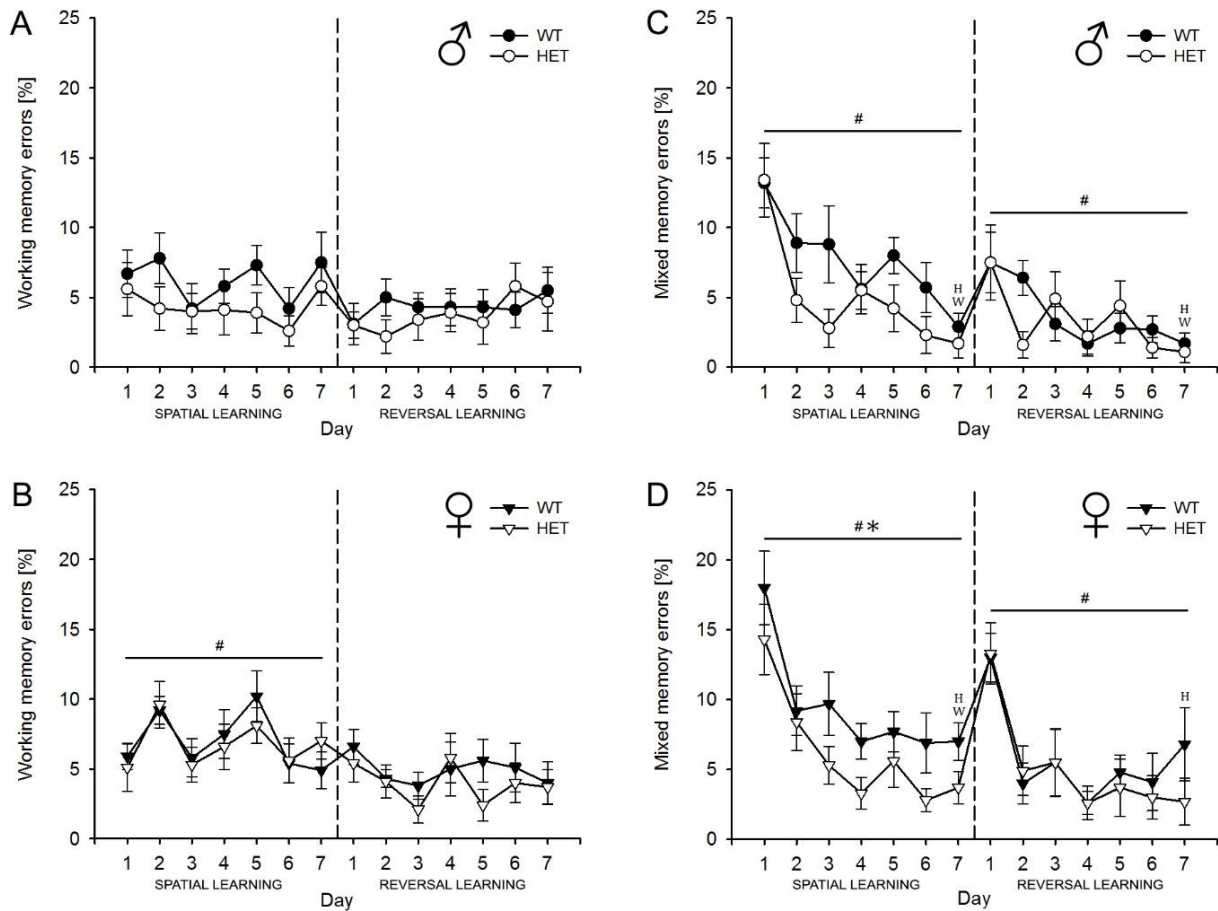 A
Working memory errors [%]
25
20
15
10
5
0
WT
HET
1 2 3 4 5 6 7 1 2 3 4 5 6 7
SPATIAL LEARNING REVERSAL LEARNING
Day
C
Mixed memory errors [%]
25
20
15
10
5
0
WT
HET
#
#
H
W
H
W
1 2 3 4 5 6 7 1 2 3 4 5 6 7
SPATIAL LEARNING REVERSAL LEARNING
Day
B
Working memory errors [%]
25
20
15
10
5
0
WT
HET
#
1 2 3 4 5 6 7 1 2 3 4 5 6 7
SPATIAL LEARNING REVERSAL LEARNING
Day
D
Mixed memory errors [%]
25
20
15
10
5
0
WT
HET
#*
#
H
W
H
1 2 3 4 5 6 7 1 2 3 4 5 6 7
SPATIAL LEARNING REVERSAL LEARNING
Day